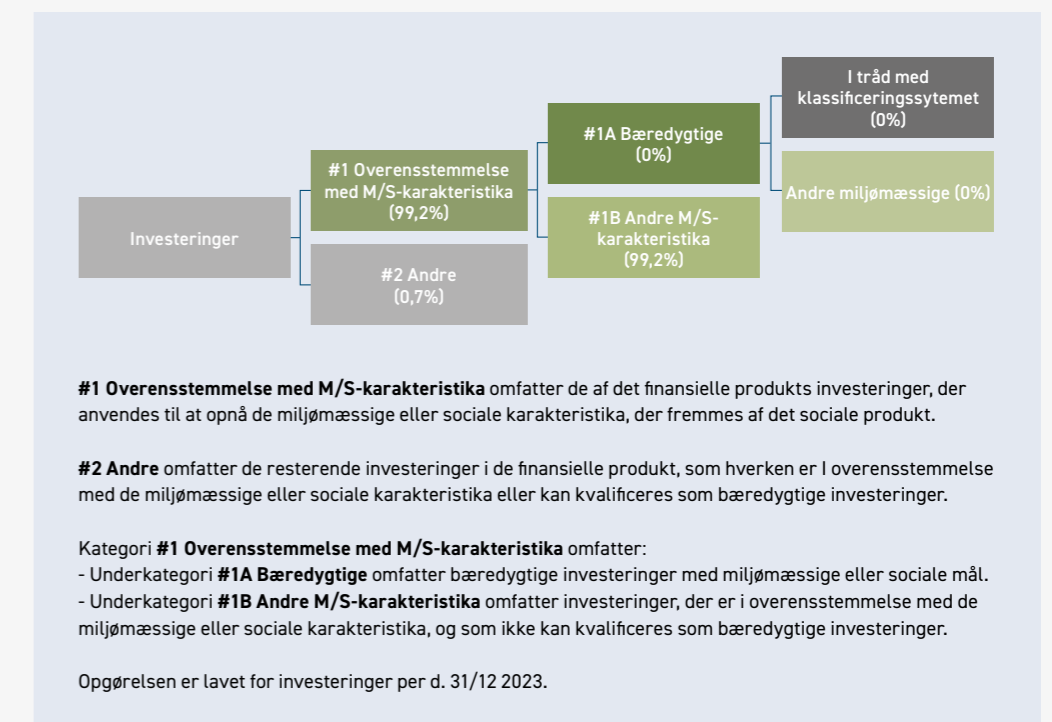 I tråd med
klassificeringssytemet
(0%)
#1A Bæredygtige
(0%)
#1 Overensstemmelse
med M/S-karakteristika
(99,2%)
Andre miljømæssige (0%)
Investeringer
#1B Andre M/S-
karakteristika
(99,2%)
#2 Andre
(0,7%)
#1 Overensstemmelse med M/S-karakteristika omfatter de af det finansielle produkts investeringer, der
anvendes til at opnå de miljømæssige eller sociale karakteristika, der fremmes af det sociale produkt.
#2 Andre omfatter de resterende investeringer i de finansielle produkt, som hverken er I overensstemmelse
med de miljømæssige eller sociale karakteristika eller kan kvalificeres som bæredygtige investeringer.
Kategori #1 Overensstemmelse med M/S-karakteristika omfatter:
- Underkategori #1A Bæredygtige omfatter bæredygtige investeringer med miljømæssige eller sociale mål.
- Underkategori #1B Andre M/S-karakteristika omfatter investeringer, der er i overensstemmelse med de
miljømæssige eller sociale karakteristika, og som ikke kan kvalificeres som bæredygtige investeringer.
Opgørelsen er lavet for investeringer per d. 31/12 2023.